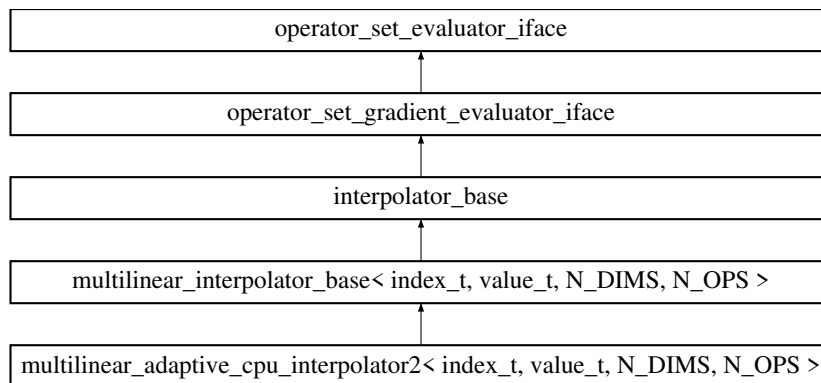 operator_set_evaluator_iface
operator_set_gradient_evaluator_iface
interpolator_base
multilinear_interpolator_base< index_t, value_t, N_DIMS, N_OPS >
multilinear_adaptive_cpu_interpolator2< index_t, value_t, N_DIMS, N_OPS >